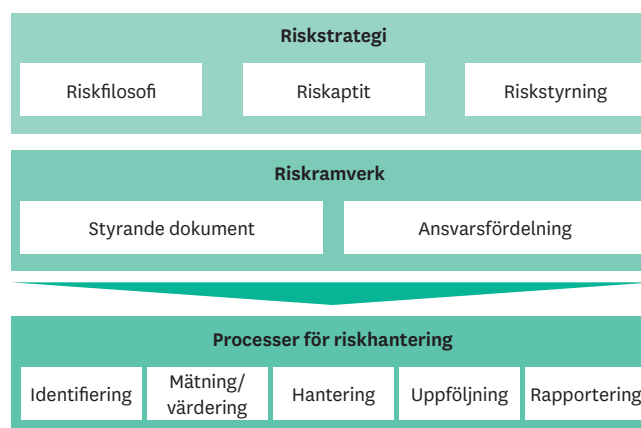 Riskstrategi
Riskfilosofi
Riskaptit
Riskstyrning
Riskramverk
Styrande dokument
Ansvarsfördelning
Processer för riskhantering
Identifiering
Mätning/
värdering
Hantering
Uppföljning
Rapportering